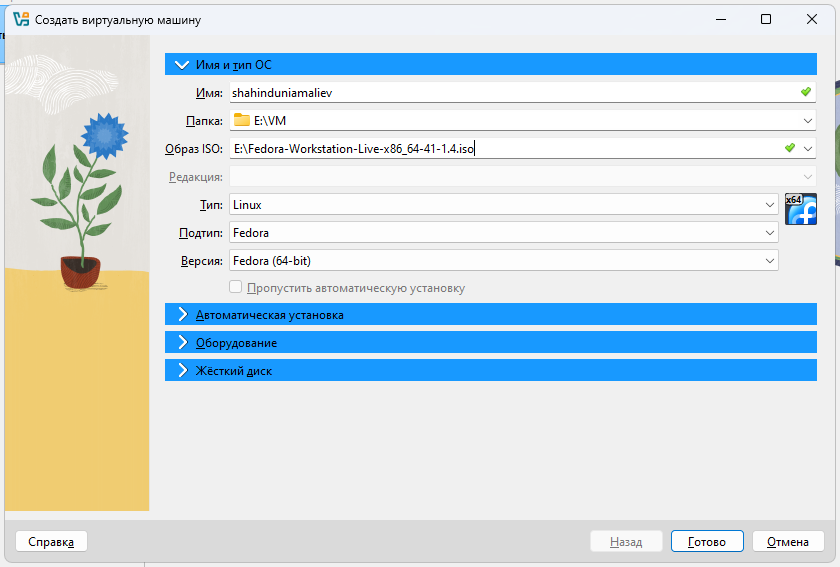 Создать виртуальную машину
Имя и тип ОС
Имя: shahinduniamaliev
Папка: E:\VM
Образ ISO: E:\Fedora-Workstation-Live-x86_64-41-1.4.iso
Редакция:
x64
Тип: Linux
Подтип: Fedora
Версия: Fedora (64-bit)
Пропустить автоматическую установку
Автоматическая установка
Оборудование
Жёсткий диск
Справка Назад Готово Отмена